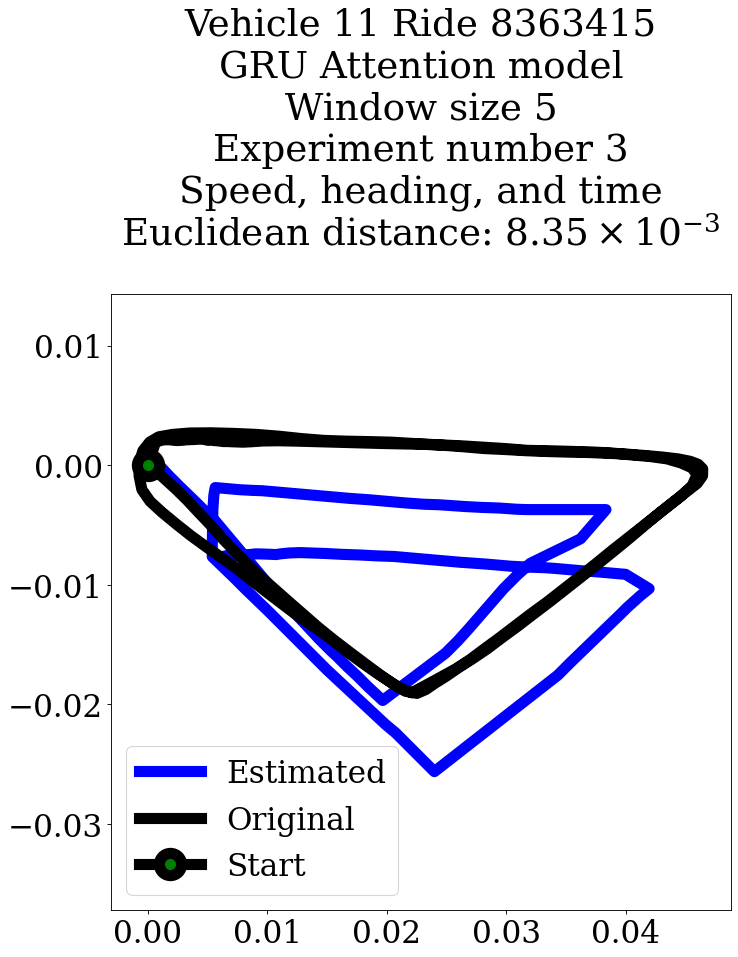 Vehicle 11 Ride 8363415
GRU Attention model
Window size 5
Experiment number 3
Speed, heading, and time
Euclidean distance: 8.35 × 10⁻³
0.01
0.00
−0.01
−0.02
−0.03
Estimated
Original
Start
0.00 0.01 0.02 0.03 0.04